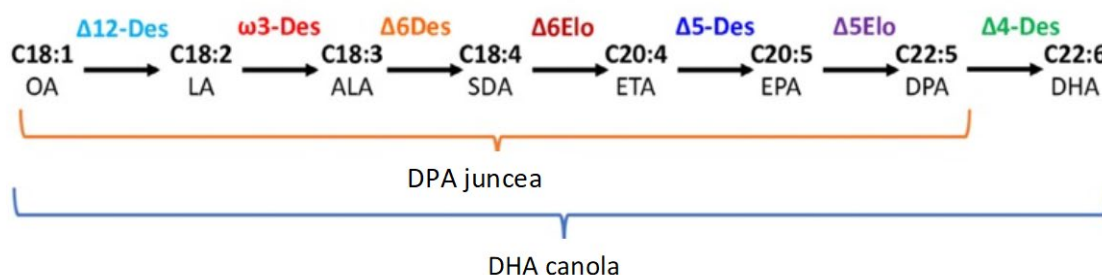 Δ12-Des ω3-Des Δ6Des Δ6Elo Δ5-Des Δ5Elo Δ4-Des
C18:1 C18:2 C18:3 C18:4 C20:4 C20:5 C22:5 C22:6
OA LA ALA SDA ETA EPA DPA DHA
DPA juncea
DHA canola